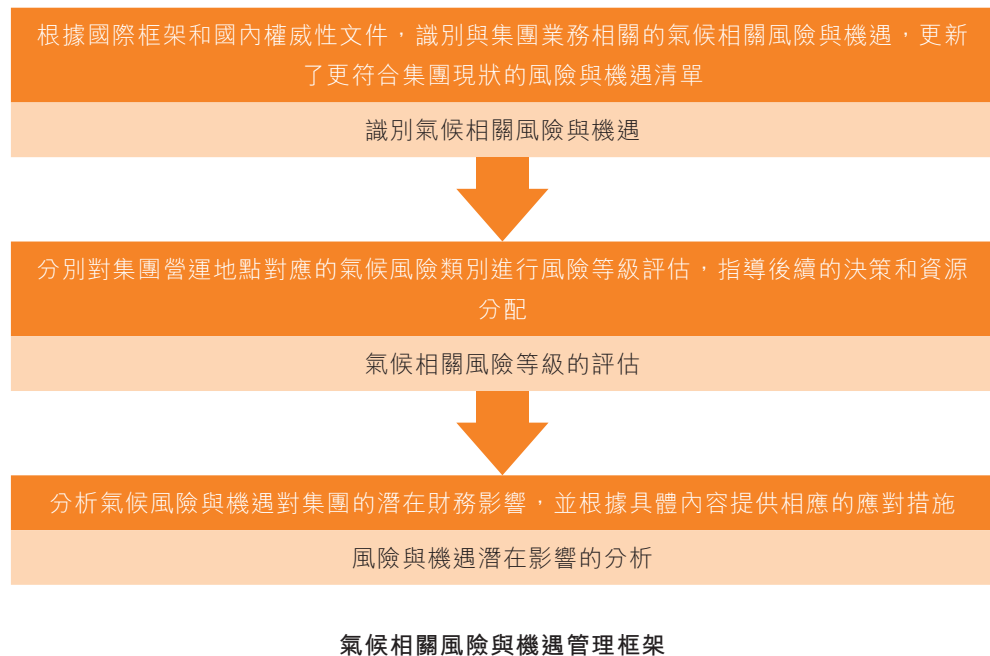 根據國際框架和國內權威性文件，識別與集團業務相關的氣候相關風險與機遇，更新
了更符合集團現狀的風險與機遇清單
識別氣候相關風險與機遇
分別對集團營運地點對應的氣候風險類別進行風險等級評估，指導後續的決策和資源
分配
氣候相關風險等級的評估
分析氣候風險與機遇對集團的潛在財務影響，並根據具體內容提供相應的應對措施
風險與機遇潛在影響的分析
氣候相關風險與機遇管理框架